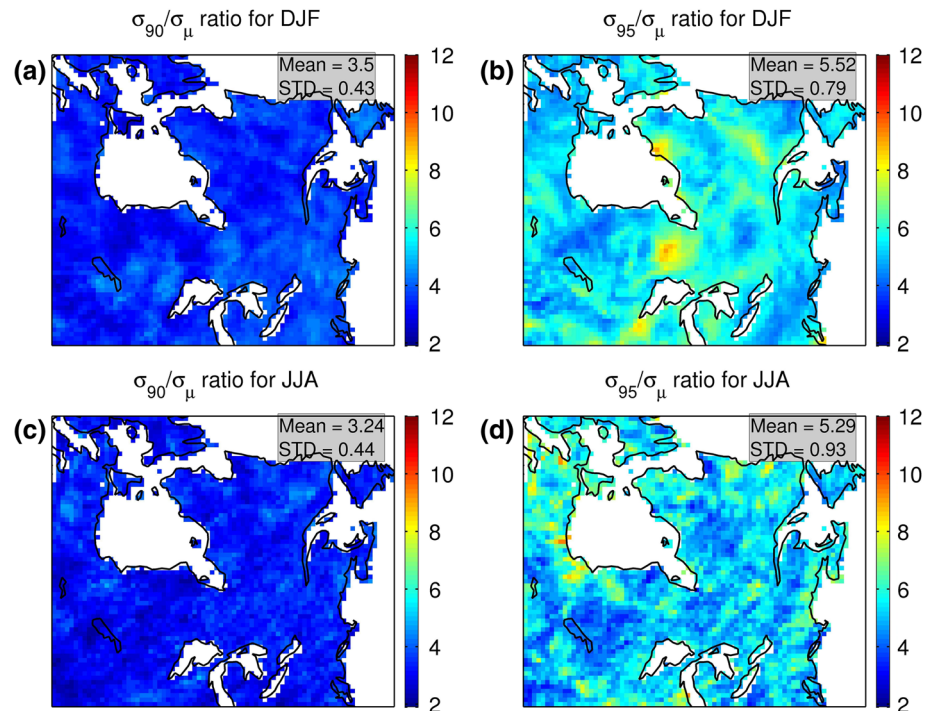 σ90/σμ ratio for DJF
(a)
Mean = 3.5
STD = 0.43
12
10
8
6
4
2
σ95/σμ ratio for DJF
(b)
Mean = 5.52
STD = 0.79
12
10
8
6
4
2
σ90/σμ ratio for JJA
(c)
Mean = 3.24
STD = 0.44
12
10
8
6
4
2
σ95/σμ ratio for JJA
(d)
Mean = 5.29
STD = 0.93
12
10
8
6
4
2